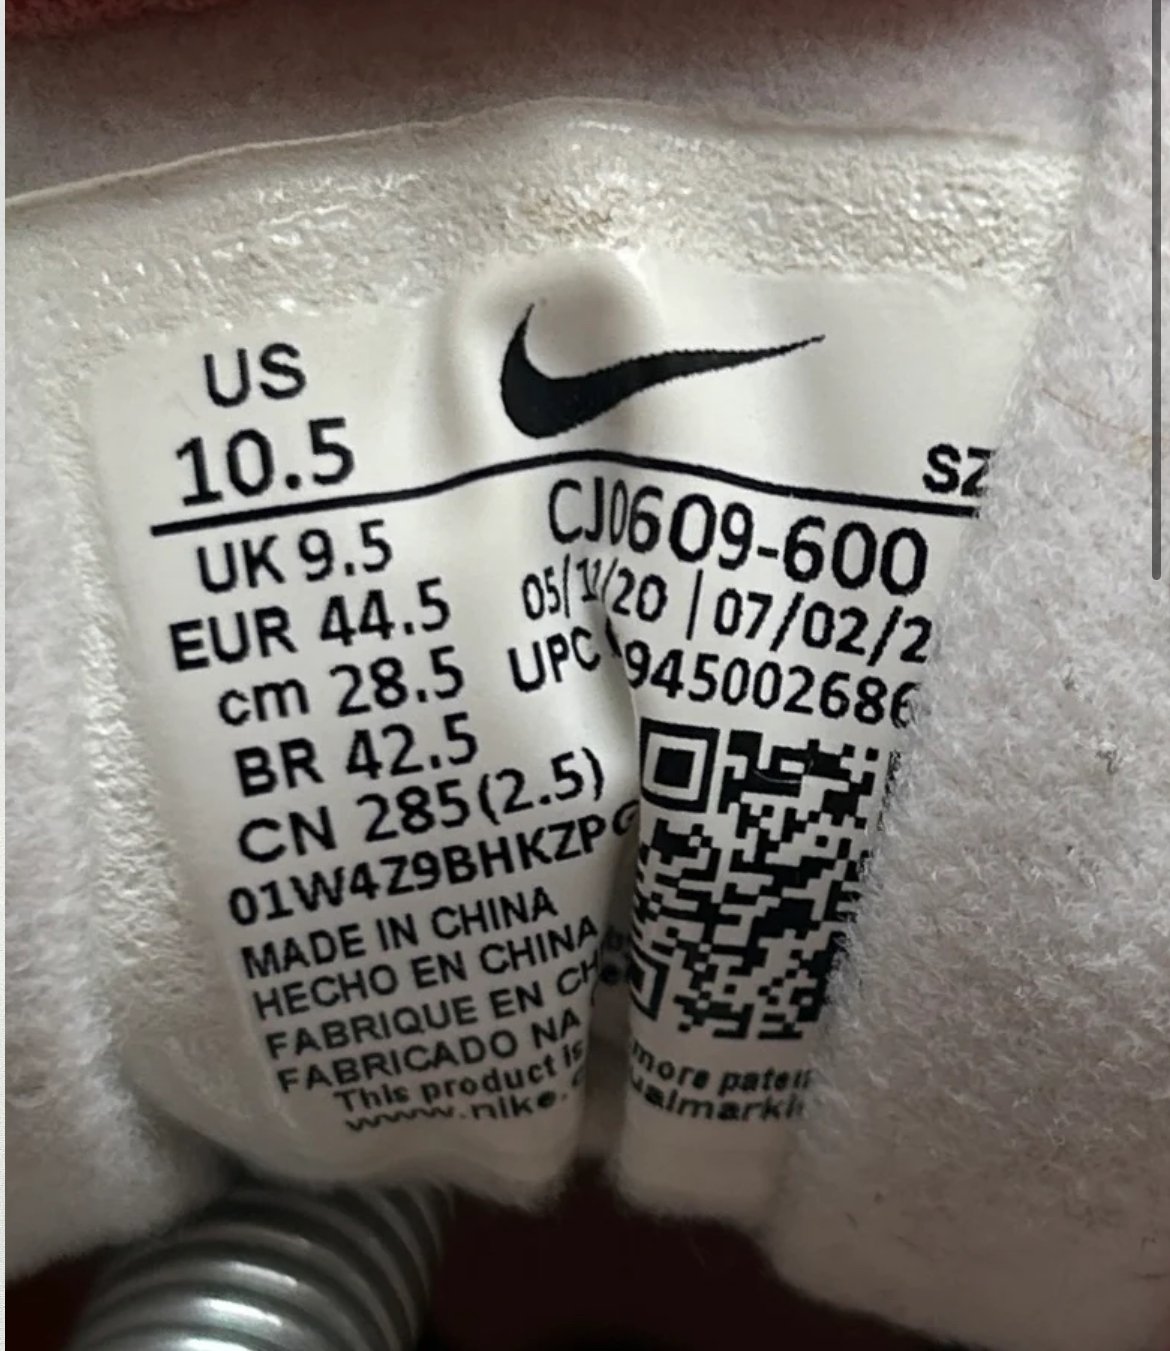 US
10.5
SZ
UK 9.5
EUR 44.5
cm 28.5
BR 42.5
CN 285(2.5)
01W4Z9BHKZPG
MADE IN CHINA
HECHO EN CHINA
FABRIQUE EN CH
FABRICADO NA
This product is
www.nike.
CJ0609-600
05/11/20 | 07/02/2
UPC 945002686
more paten
ualmarki